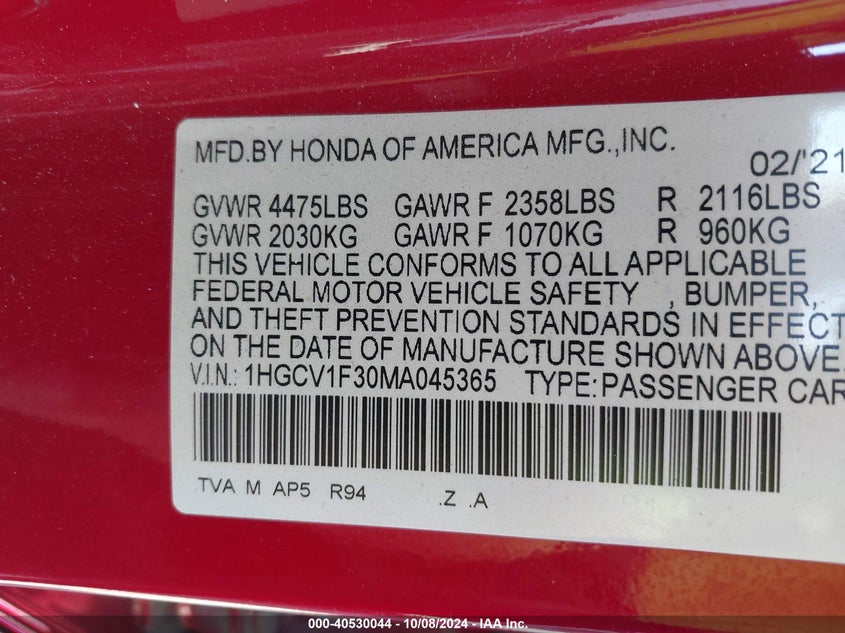 MFD.BY HONDA OF AMERICA MFG.,INC. 02/'21
GVWR 4475LBS GAWR F 2358LBS R 2116LBS
GVWR 2030KG GAWR F 1070KG R 960KG
THIS VEHICLE CONFORMS TO ALL APPLICABLE
FEDERAL MOTOR VEHICLE SAFETY , BUMPER,
AND THEFT PREVENTION STANDARDS IN EFFECT
ON THE DATE OF MANUFACTURE SHOWN ABOVE.
V.I.N.: 1HGCV1F30MA045365 TYPE:PASSENGER CAR
TVA M AP5 R94 .Z .A
000-40530044 - 10/08/2024 - IAA Inc.